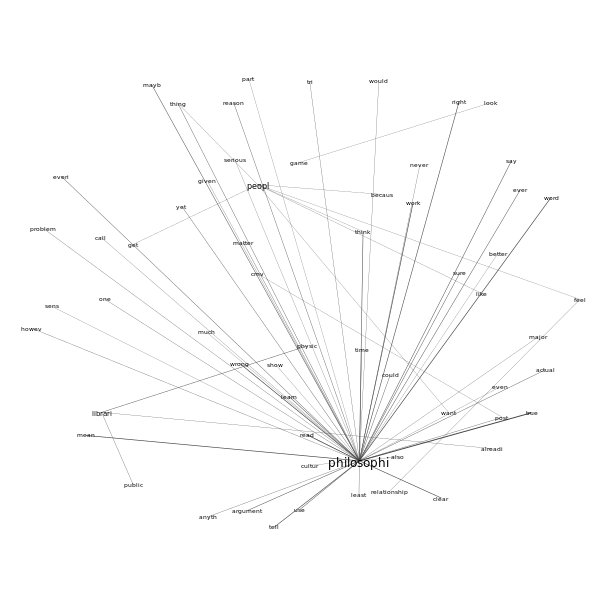 part
tri
would
mayb
thing
reason
right
look
serious
game
never
say
even
given
peopl
becaus
ever
word
yet
work
problem
call
get
matter
think
better
cmv
sure
like
feel
sens
one
howev
much
major
physic
time
wrong
show
could
actual
even
learn
librari
want
post
true
mean
read
philosophi
also
alreadi
cultur
public
least
relationship
clear
anyth
argument
use
tell